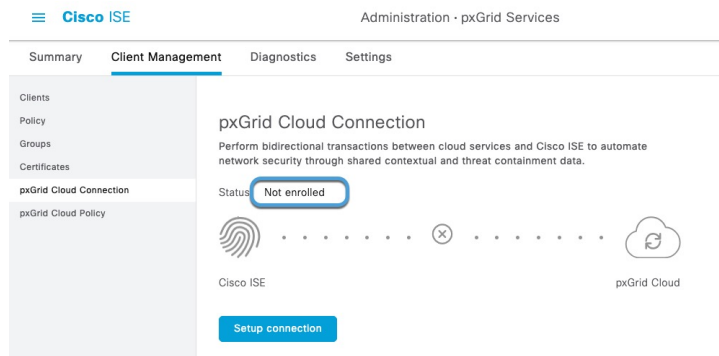 Cisco ISE
Administration · pxGrid Services
Summary
Client Management
Diagnostics
Settings
Clients
Policy
Groups
Certificates
pxGrid Cloud Connection
pxGrid Cloud Policy
pxGrid Cloud Connection
Perform bidirectional transactions between cloud services and Cisco ISE to automate
network security through shared contextual and threat containment data.
Status Not enrolled
Cisco ISE
pxGrid Cloud
Setup connection